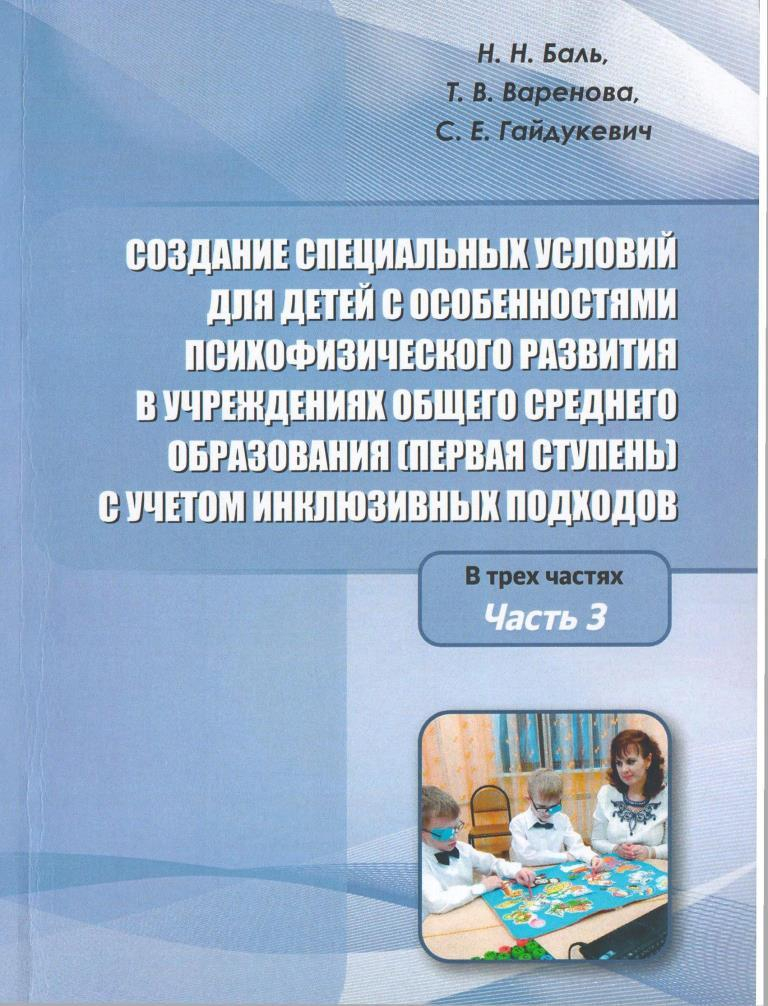 Н. Н. Баль,
Т. В. Варенова,
С. Е. Гайдукевич
СОЗДАНИЕ СПЕЦИАЛЬНЫХ УСЛОВИЙ
ДЛЯ ДЕТЕЙ С ОСОБЕННОСТЯМИ
ПСИХОФИЗИЧЕСКОГО РАЗВИТИЯ
В УЧРЕЖДЕНИЯХ ОБЩЕГО СРЕДНЕГО
ОБРАЗОВАНИЯ (ПЕРВАЯ СТУПЕНЬ)
С УЧЕТОМ ИНКЛЮЗИВНЫХ ПОДХОДОВ
В трех частях
Часть 3